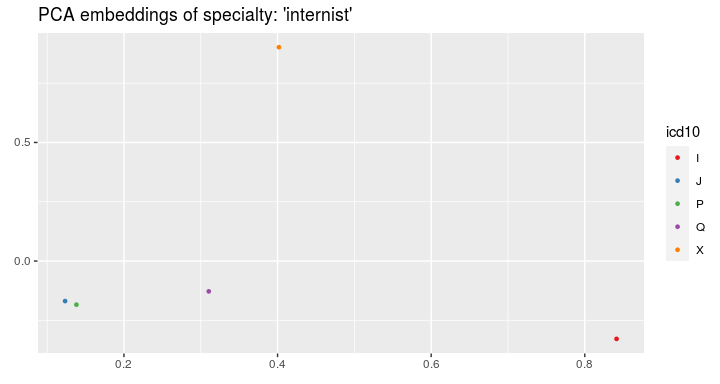 PCA embeddings of specialty: 'internist'
0.5
0.0
0.2 0.4 0.6 0.8
icd10
I
J
P
Q
X